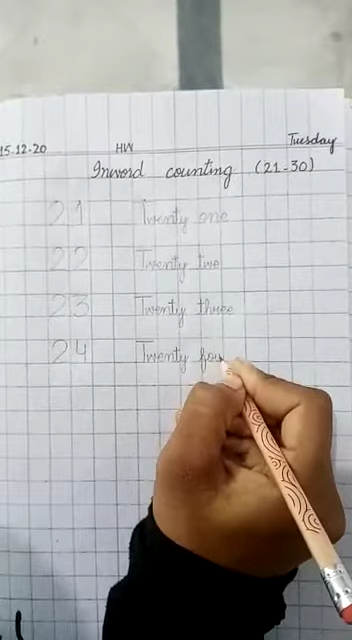 15.12.20 HW Tuesday
Inword counting (21-30)
21 Twenty one
22 Twenty two
23 Twenty three
24 Twenty fou